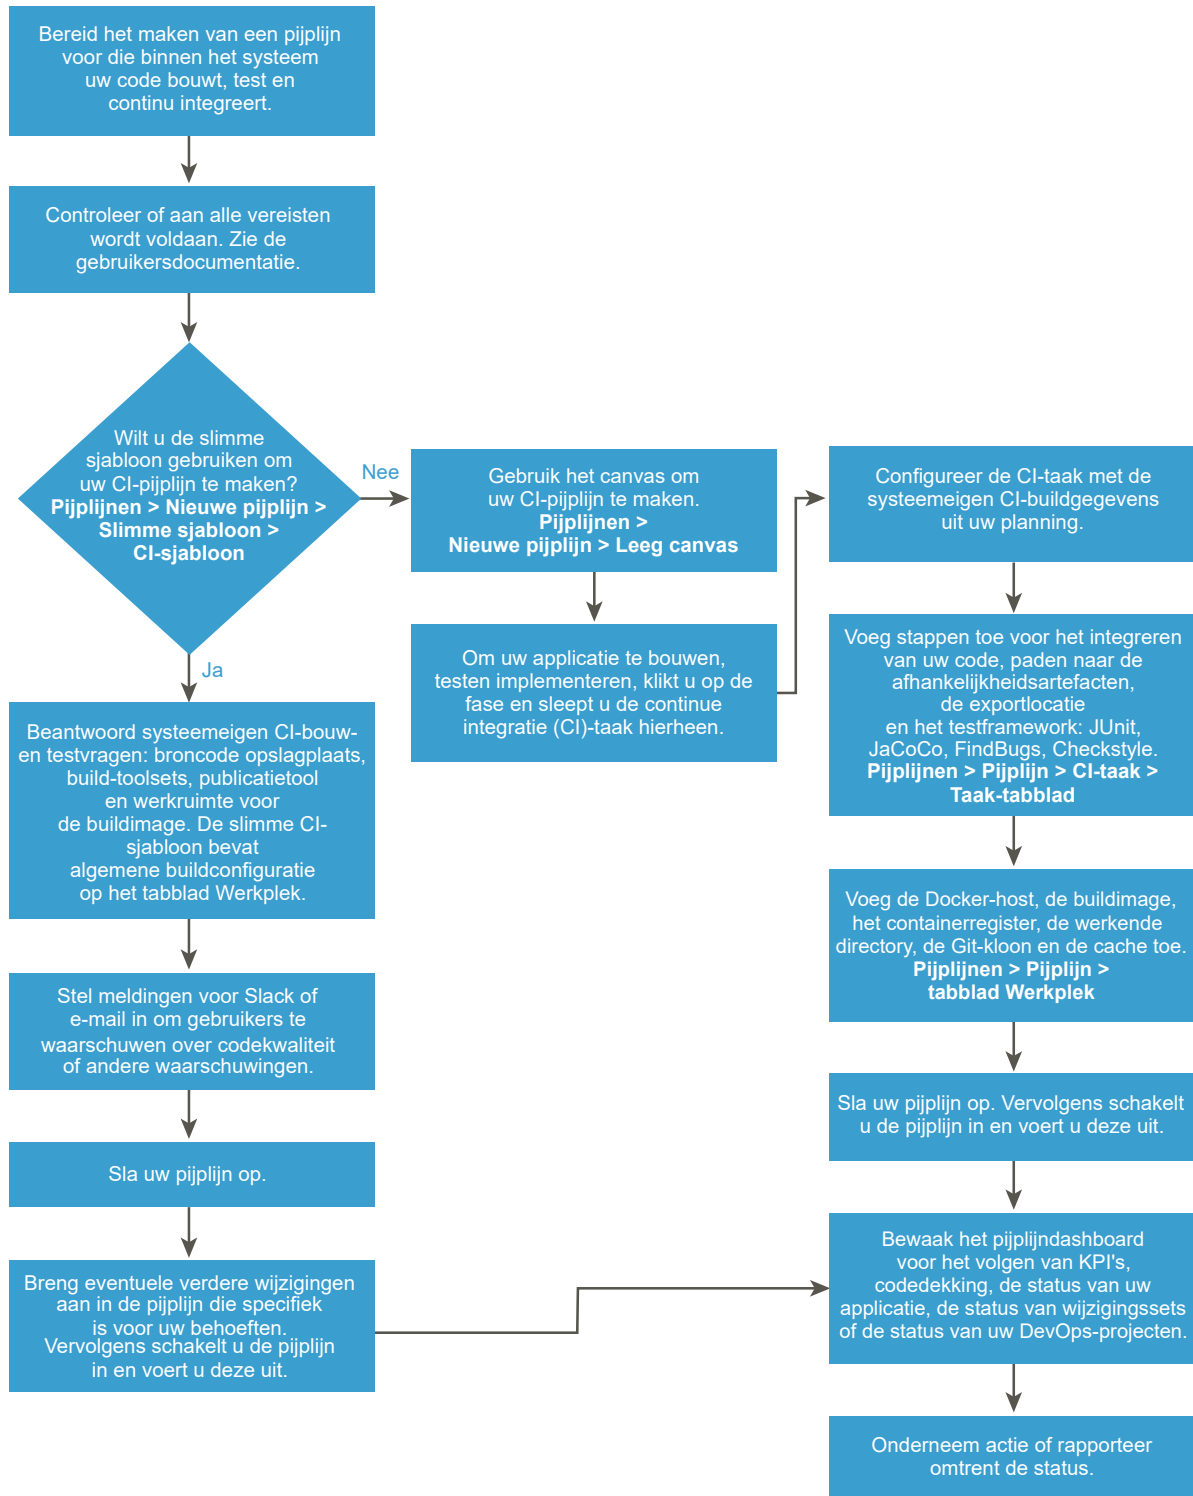 Bereid het maken van een pijplijn
voor die binnen het systeem
uw code bouwt, test en
continu integreert.
Controleer of aan alle vereisten
wordt voldaan. Zie de
gebruikersdocumentatie.
Wilt u de slimme
sjabloon gebruiken om
uw CI-pijplijn te maken?
Pijplijnen > Nieuwe pijplijn >
Slimme sjabloon >
CI-sjabloon
Nee
Ja
Beantwoord systeemeigen CI-bouw-
en testvragen: broncode opslagplaats,
build-toolsets, publicatietool
en werkruimte voor
de buildimage. De slimme CI-
sjabloon bevat
algemene buildconfiguratie
op het tabblad Werkplek.
Stel meldingen voor Slack of
e-mail in om gebruikers te
waarschuwen over codekwaliteit
of andere waarschuwingen.
Sla uw pijplijn op.
Breng eventuele verdere wijzigingen
aan in de pijplijn die specifiek
is voor uw behoeften.
Vervolgens schakelt u de pijplijn
in en voert u deze uit.
Gebruik het canvas om
uw CI-pijplijn te maken.
Pijplijnen >
Nieuwe pijplijn > Leeg canvas
Om uw applicatie te bouwen,
testen implementeren, klikt u op de
fase en sleept u de continue
integratie (CI)-taak hierheen.
Configureer de CI-taak met de
systeemeigen CI-buildgegevens
uit uw planning.
Voeg stappen toe voor het integreren
van uw code, paden naar de
afhankelijkheidsartefacten,
de exportlocatie
en het testframework: JUnit,
JaCoCo, FindBugs, Checkstyle.
Pijplijnen > Pijplijn > CI-taak >
Taak-tabblad
Voeg de Docker-host, de buildimage,
het containerregister, de werkende
directory, de Git-kloon en de cache toe.
Pijplijnen > Pijplijn >
tabblad Werkplek
Sla uw pijplijn op. Vervolgens schakelt
u de pijplijn in en voert u deze uit.
Bewaak het pijplijndashboard
voor het volgen van KPI's,
codedekking, de status van uw
applicatie, de status van wijzigingssets
of de status van uw DevOps-projecten.
Onderneem actie of rapporteer
omtrent de status.